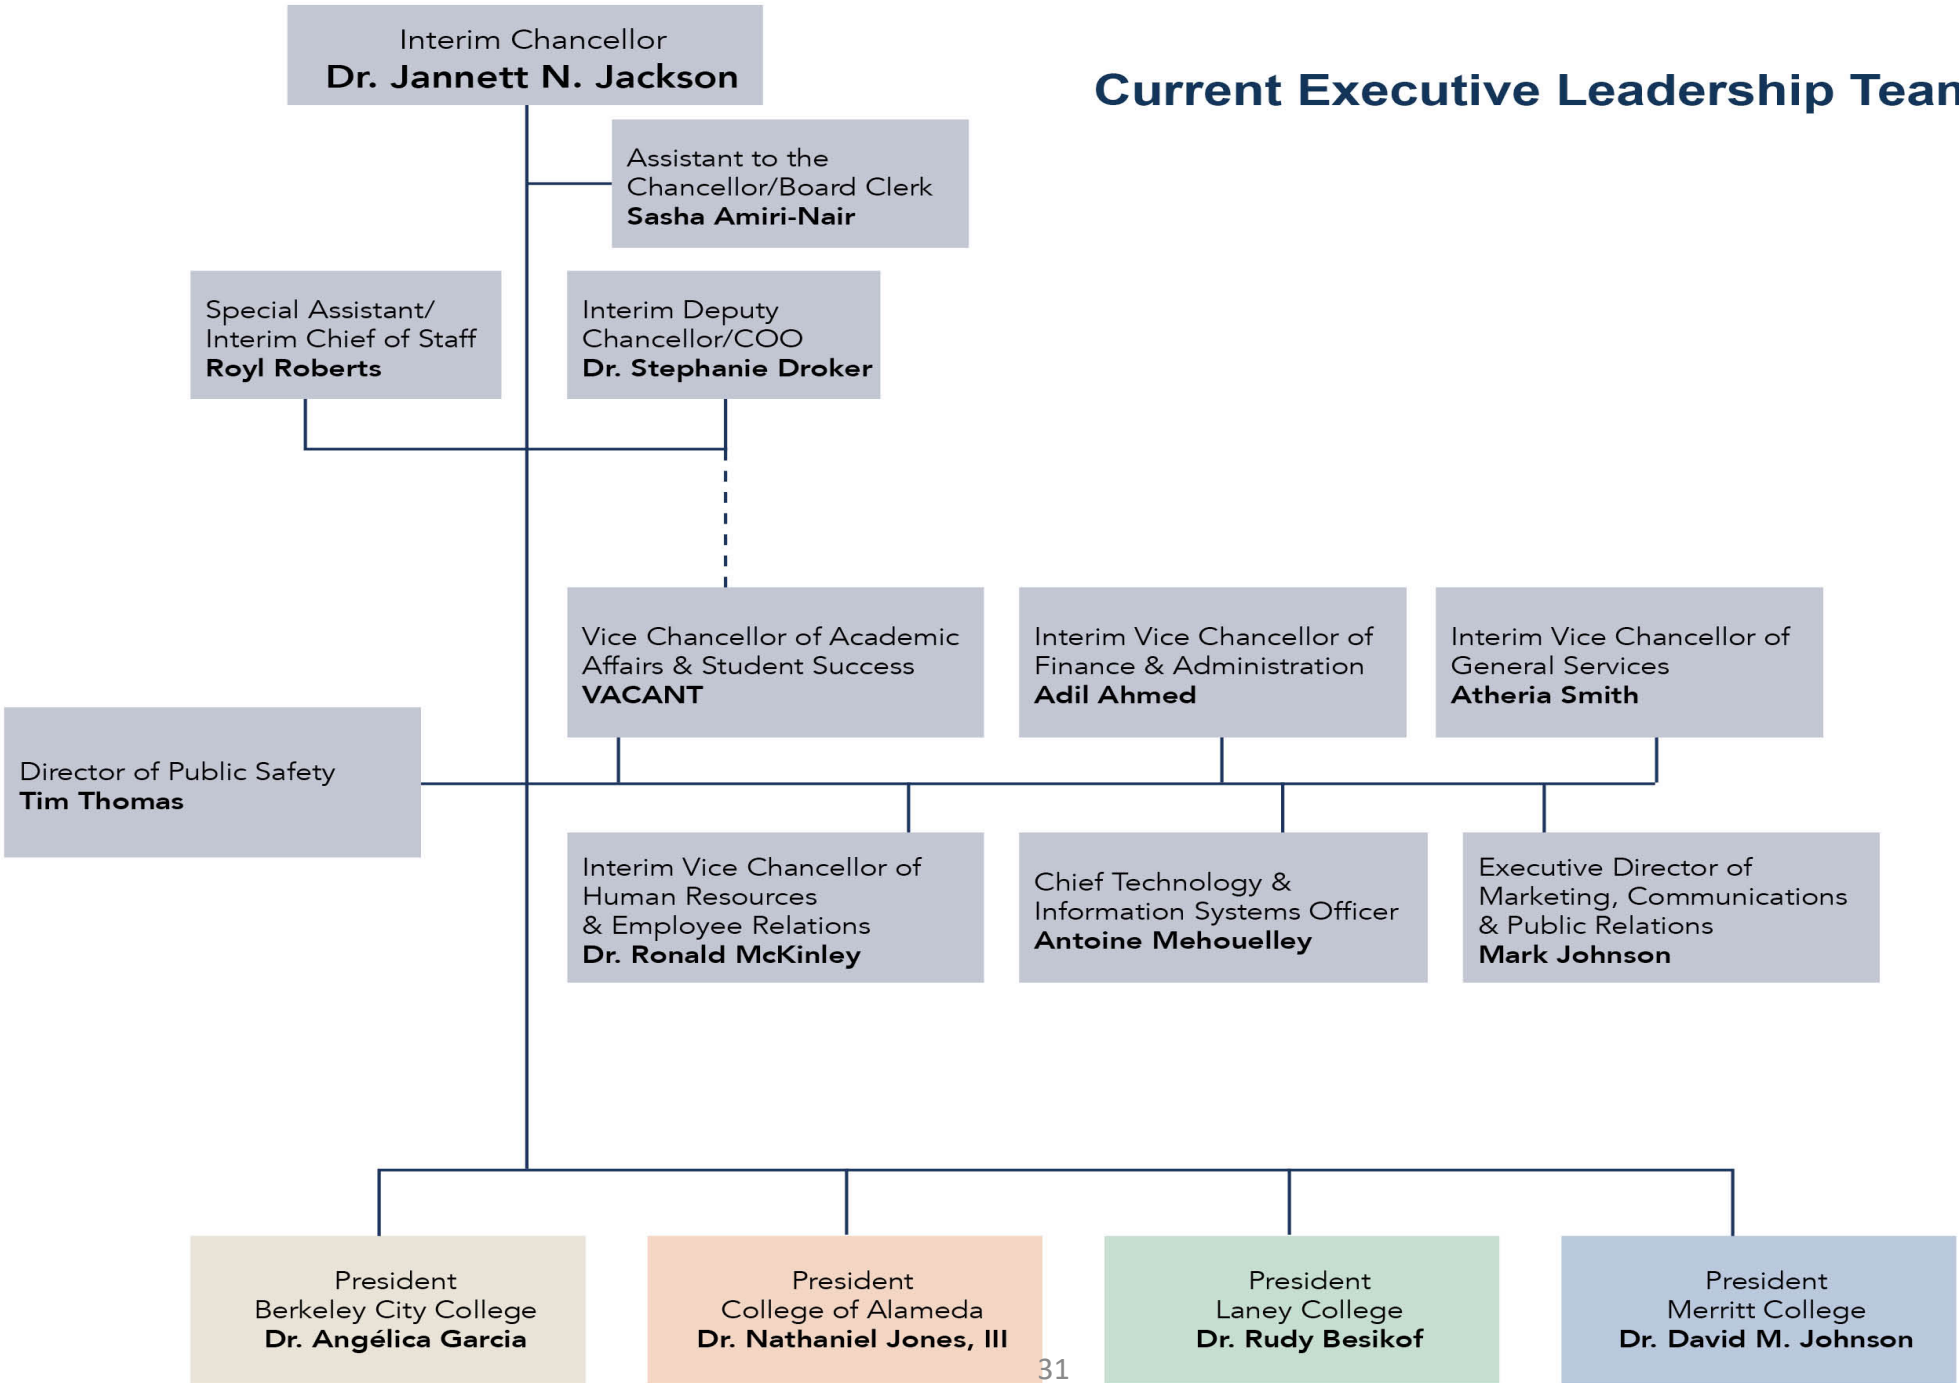 Interim Chancellor
Dr. Jannett N. Jackson
Current Executive Leadership Tean
Assistant to the
Chancellor/Board Clerk
Sasha Amiri-Nair
Special Assistant/
Interim Chief of Staff
Royl Roberts
Interim Deputy
Chancellor/COO
Dr. Stephanie Droker
Vice Chancellor of Academic
Affairs & Student Success
VACANT
Interim Vice Chancellor of
Finance & Administration
Adil Ahmed
Interim Vice Chancellor of
General Services
Atheria Smith
Director of Public Safety
Tim Thomas
Interim Vice Chancellor of
Human Resources
& Employee Relations
Dr. Ronald McKinley
Chief Technology &
Information Systems Officer
Antoine Mehouelley
Executive Director of
Marketing, Communications
& Public Relations
Mark Johnson
President
Berkeley City College
Dr. Angélica Garcia
President
College of Alameda
Dr. Nathaniel Jones, III
President
Laney College
Dr. Rudy Besikof
President
Merritt College
Dr. David M. Johnson
31